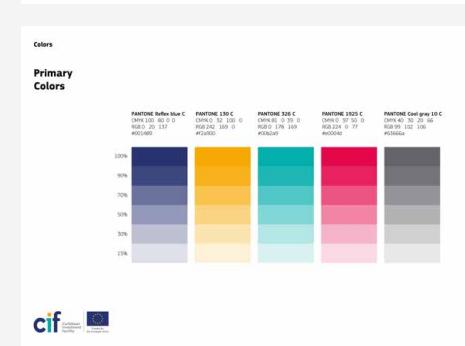 Colors
Primary
Colors
PANTONE Reflex blue C
CMYK 100 80 0 0
RGB 0 20 137
#001489
PANTONE 130 C
CMYK 0 32 100 0
RGB 242 169 0
#f2a900
PANTONE 326 C
CMYK 81 0 39 0
RGB 0 178 169
#00b2a9
PANTONE 1925 C
CMYK 0 97 50 0
RGB 224 0 77
#e0004d
PANTONE Cool gray 10 C
CMYK 40 30 20 66
RGB 99 102 106
#63666a
100%
90%
70%
50%
30%
15%
cif
Caribbean
Investment
Facility